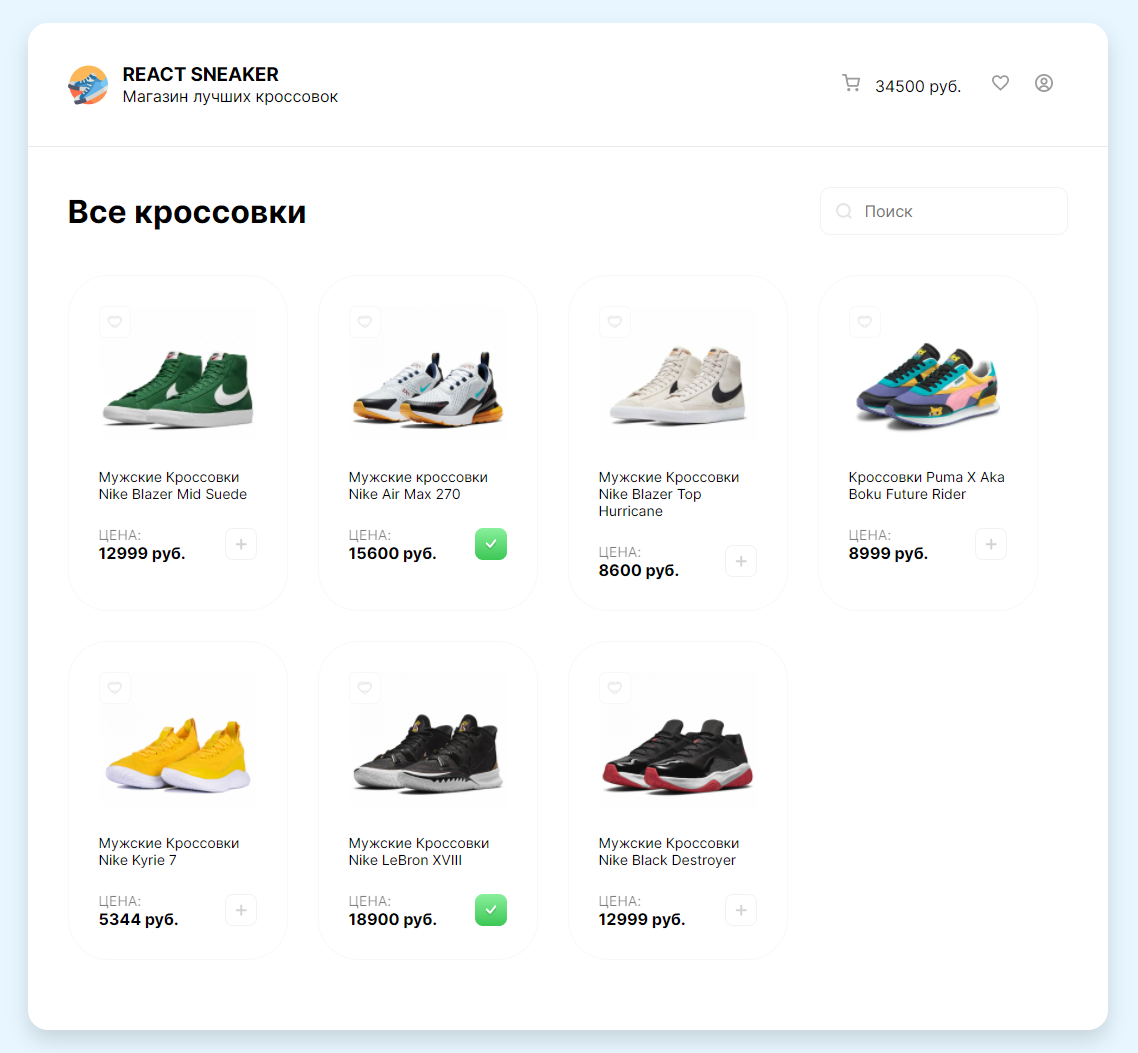 REACT SNEAKER
Магазин лучших кроссовок
34500 руб.
Все кроссовки
Поиск
Мужские Кроссовки
Nike Blazer Mid Suede
ЦЕНА:
12999 руб.
Мужские кроссовки
Nike Air Max 270
ЦЕНА:
15600 руб.
Мужские Кроссовки
Nike Blazer Top
Hurricane
ЦЕНА:
8600 руб.
Кроссовки Puma X Aka
Boku Future Rider
ЦЕНА:
8999 руб.
Мужские Кроссовки
Nike Kyrie 7
ЦЕНА:
5344 руб.
Мужские Кроссовки
Nike LeBron XVIII
ЦЕНА:
18900 руб.
Мужские Кроссовки
Nike Black Destroyer
ЦЕНА:
12999 руб.